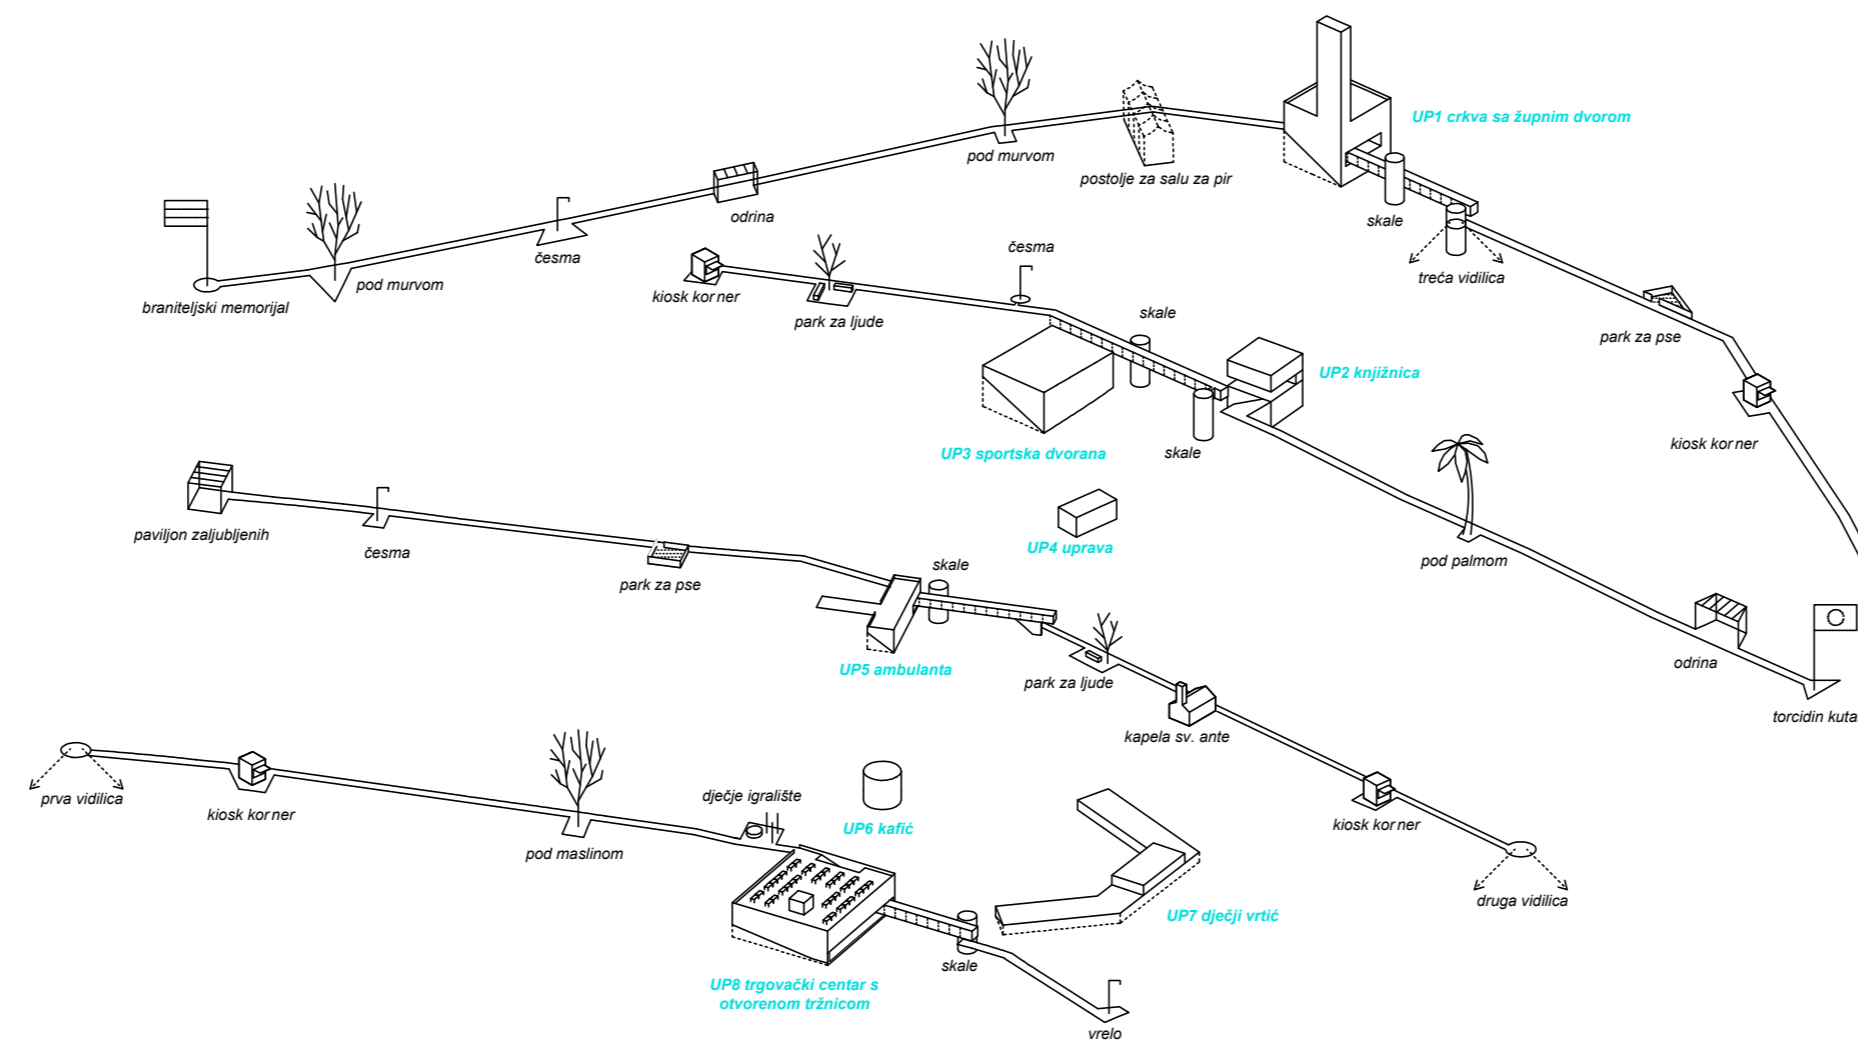 UP1 crkva sa župnim dvorom
pod murvom
postolje za salu za pir
odrina
skale
česma
pod murvom
braniteljski memorijal
treća vidilica
česma
kiosk korner
park za ljude
skale
park za pse
UP2 knjižnica
kiosk korner
UP3 sportska dvorana
skale
paviljon zaljubljenih
česma
UP4 uprava
pod palmom
park za pse
skale
UP5 ambulanta
park za ljude
odrina
torcidin kuta
kapela sv. ante
prva vidilica
kiosk korner
dječje igralište
UP6 kafić
kiosk korner
pod maslinom
druga vidilica
UP7 dječji vrtić
skale
UP8 trgovački centar s
otvorenom tržnicom
vrelo